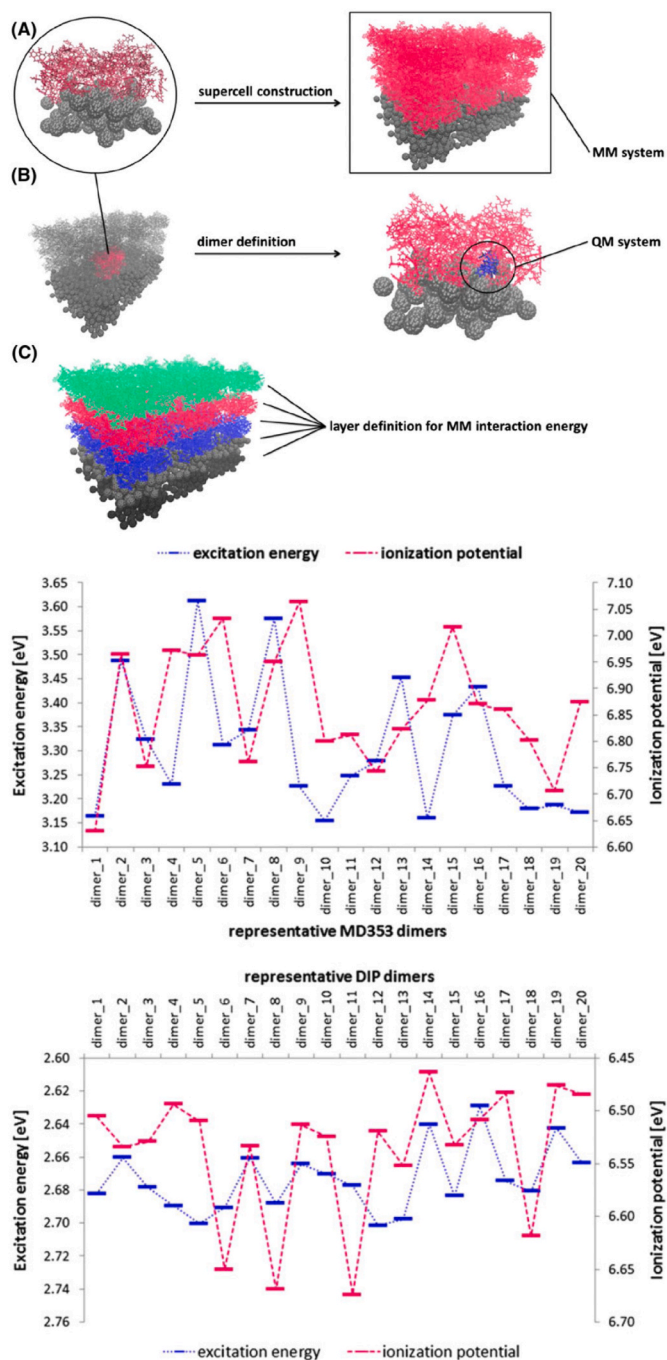 (A)
supercell construction
MM system
(B)
dimer definition
QM system
(C)
layer definition for MM interaction energy
excitation energy
ionization potential
Excitation energy [eV]
3.65
3.60
3.55
3.50
3.45
3.40
3.35
3.30
3.25
3.20
3.15
3.10
7.10
7.05
7.00
6.95
6.90
6.85
6.80
6.75
6.70
6.65
6.60
Ionization potential [eV]
dimer_1
dimer_2
dimer_3
dimer_4
dimer_5
dimer_6
dimer_7
dimer_8
dimer_9
dimer_10
dimer_11
dimer_12
dimer_13
dimer_14
dimer_15
dimer_16
dimer_17
dimer_18
dimer_19
dimer_20
representative MD353 dimers
representative DIP dimers
dimer_1
dimer_2
dimer_3
dimer_4
dimer_5
dimer_6
dimer_7
dimer_8
dimer_9
dimer_10
dimer_11
dimer_12
dimer_13
dimer_14
dimer_15
dimer_16
dimer_17
dimer_18
dimer_19
dimer_20
Excitation energy [eV]
2.60
2.62
2.64
2.66
2.68
2.70
2.72
2.74
2.76
6.45
6.50
6.55
6.60
6.65
6.70
Ionization potential [eV]
excitation energy
ionization potential